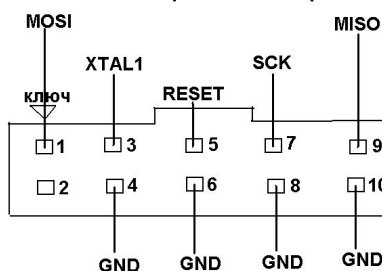 MOSI MISO
XTAL1 SCK
ключ RESET
1 3 5 7 9
2 4 6 8 10
GND GND GND GND